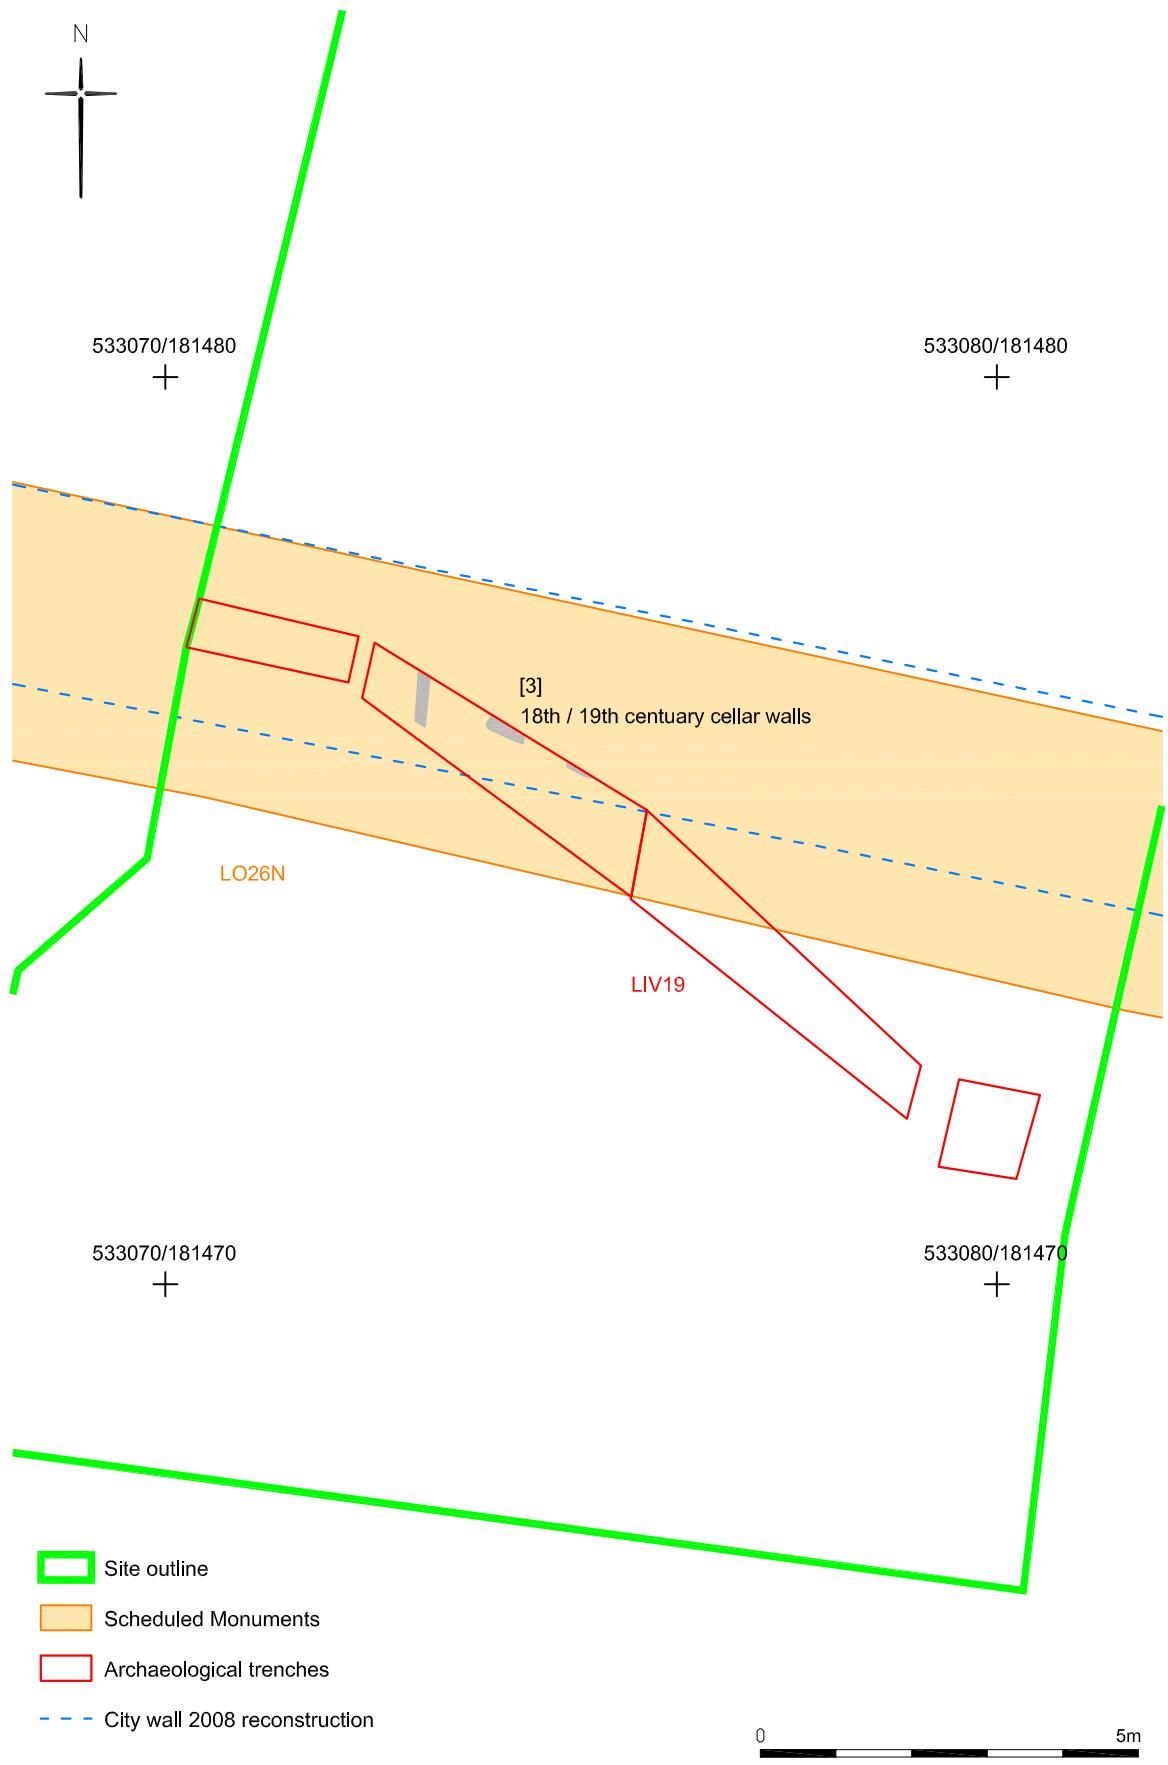 N
533070/181480
533080/181480
[3]
18th / 19th centuary cellar walls
LO26N
LIV19
533070/181470
533080/181470
Site outline
Scheduled Monuments
Archaeological trenches
City wall 2008 reconstruction
0
5m